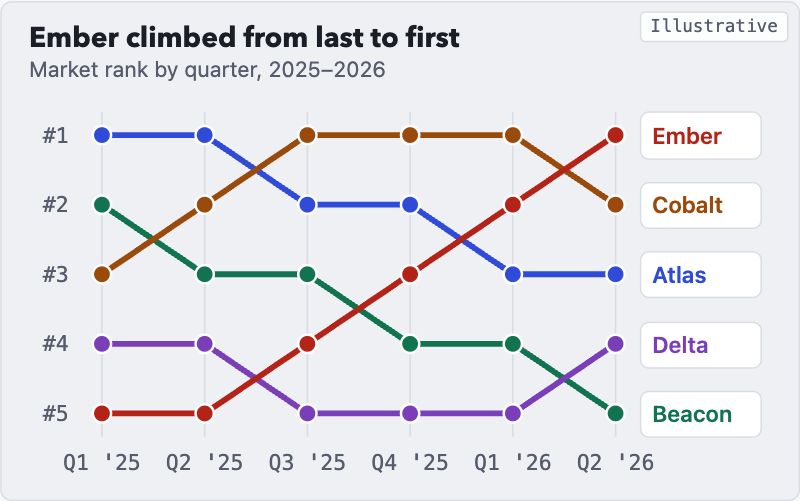 Ember climbed from last to first
Illustrative
Market rank by quarter, 2025–2026
#1
Ember
#2
Cobalt
#3
Atlas
#4
Delta
#5
Beacon
Q1 '25 Q2 '25 Q3 '25 Q4 '25 Q1 '26 Q2 '26